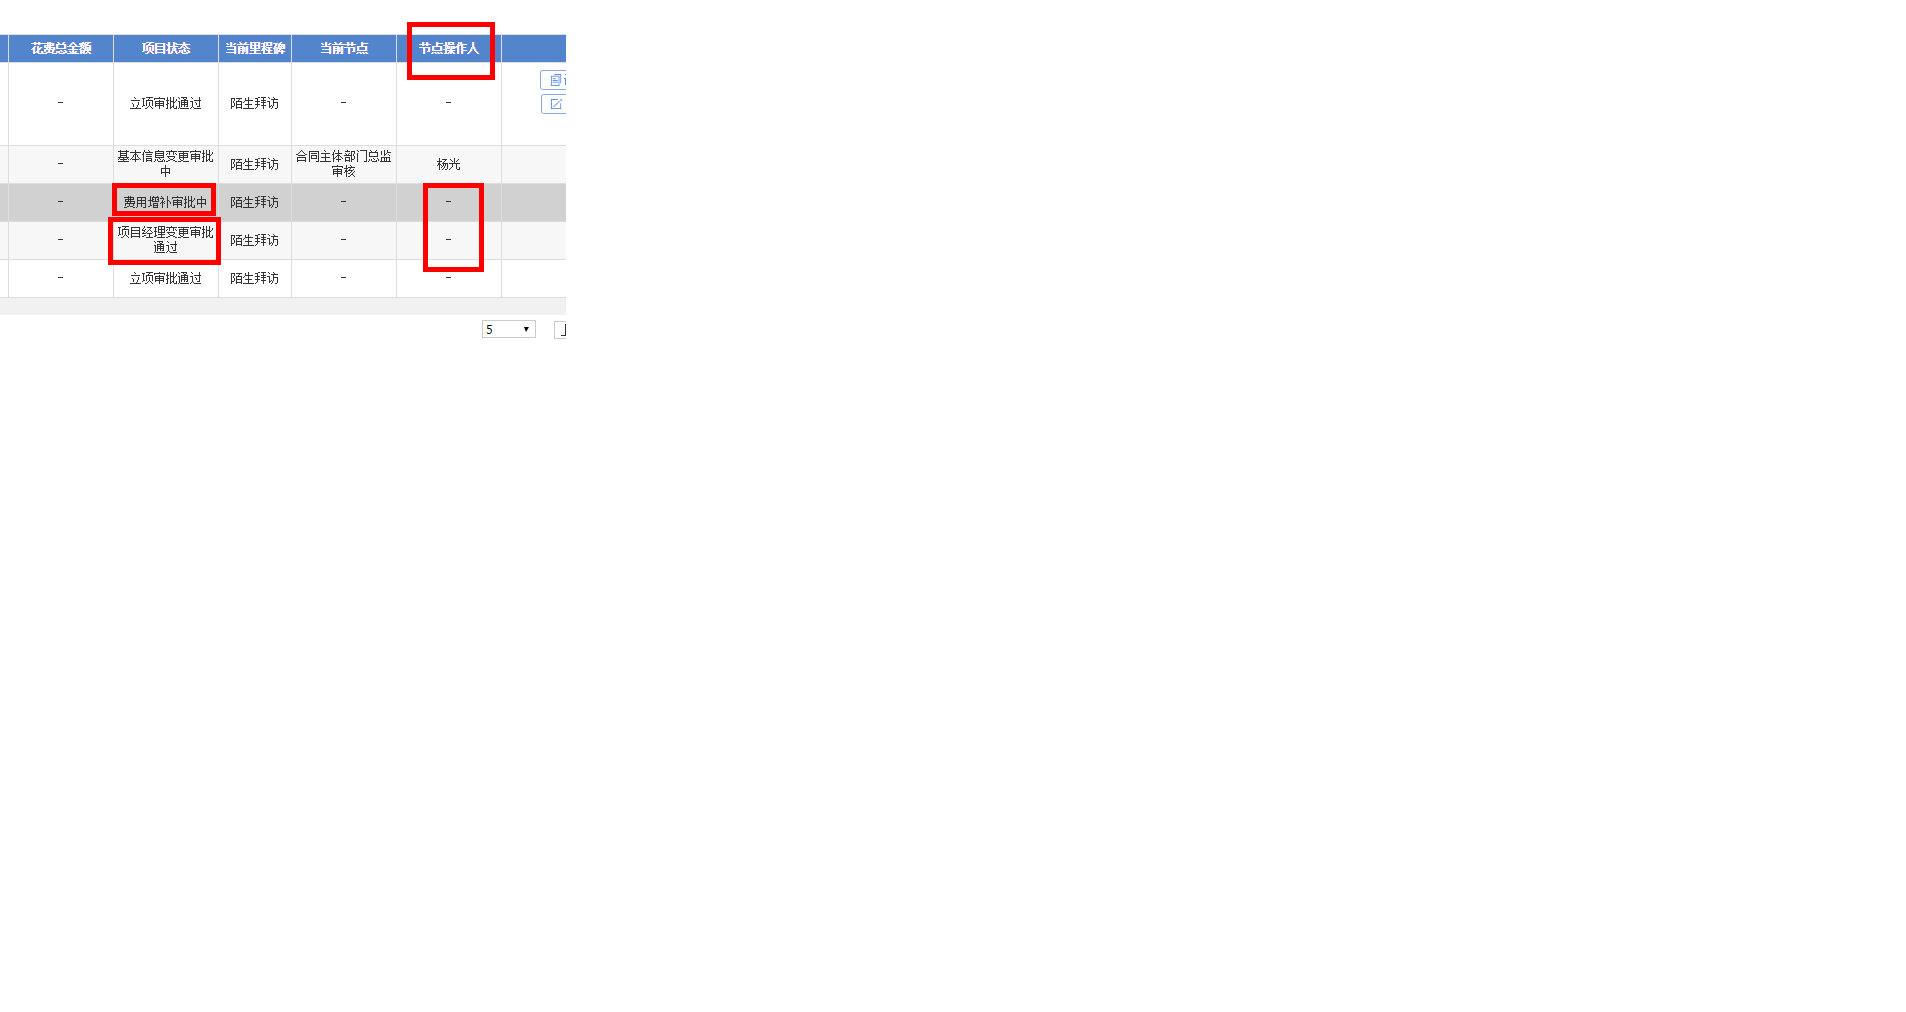 花费总金额 项目状态 当前里程碑 当前节点 节点操作人
- 立项审批通过 陌生拜访 - -
- 基本信息变更审批 陌生拜访 合同主体部门总监 杨光
中 审核
- 费用增补审批中 陌生拜访 - -
- 项目经理变更审批 陌生拜访 - -
通过
- 立项审批通过 陌生拜访 - -
5